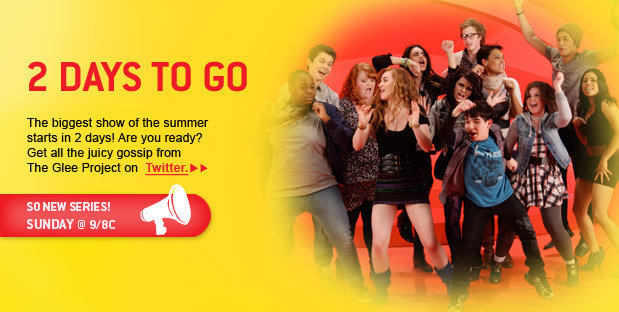 2 DAYS TO GO
The biggest show of the summer
starts in 2 days! Are you ready?
Get all the juicy gossip from
The Glee Project on Twitter.
SO NEW SERIES!
SUNDAY @ 9/8C